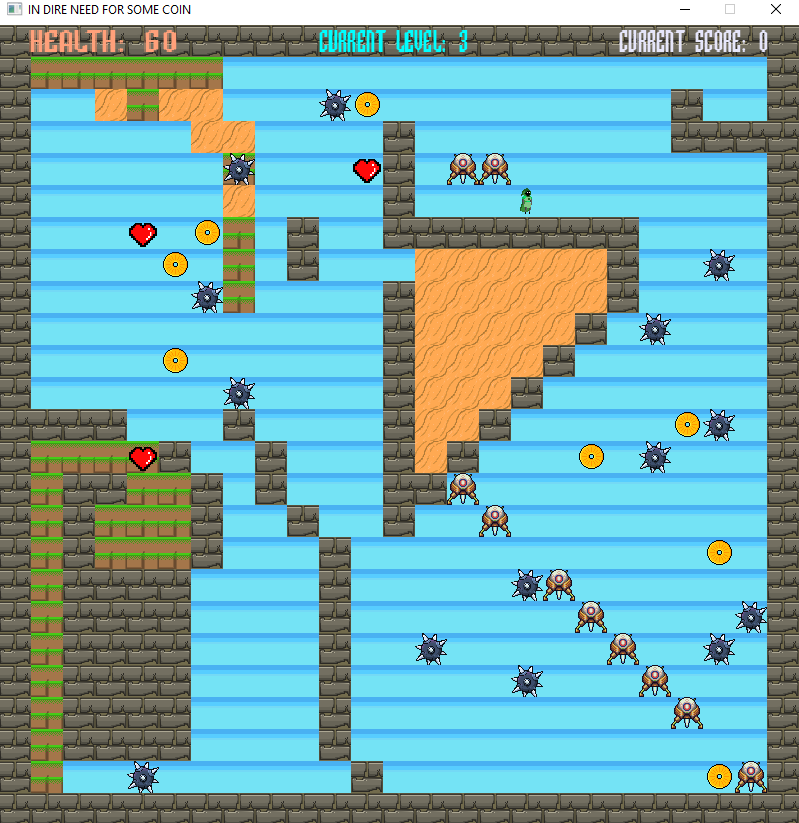 IN DIRE NEED FOR SOME COIN
HEALTH: 60 CURRENT LEVEL: 3 CURRENT SCORE: 0